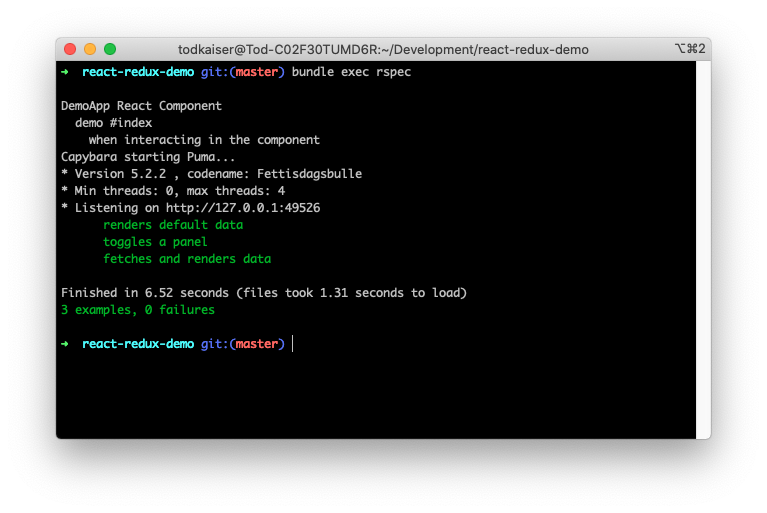 todkaiser@Tod-C02F30TUMD6R:~/Development/react-redux-demo ⌥⌘2
➜ react-redux-demo git:(master) bundle exec rspec
DemoApp React Component
demo #index
when interacting in the component
Capybara starting Puma...
* Version 5.2.2 , codename: Fettisdagsbulle
* Min threads: 0, max threads: 4
* Listening on http://127.0.0.1:49526
renders default data
toggles a panel
fetches and renders data
Finished in 6.52 seconds (files took 1.31 seconds to load)
3 examples, 0 failures
➜ react-redux-demo git:(master)